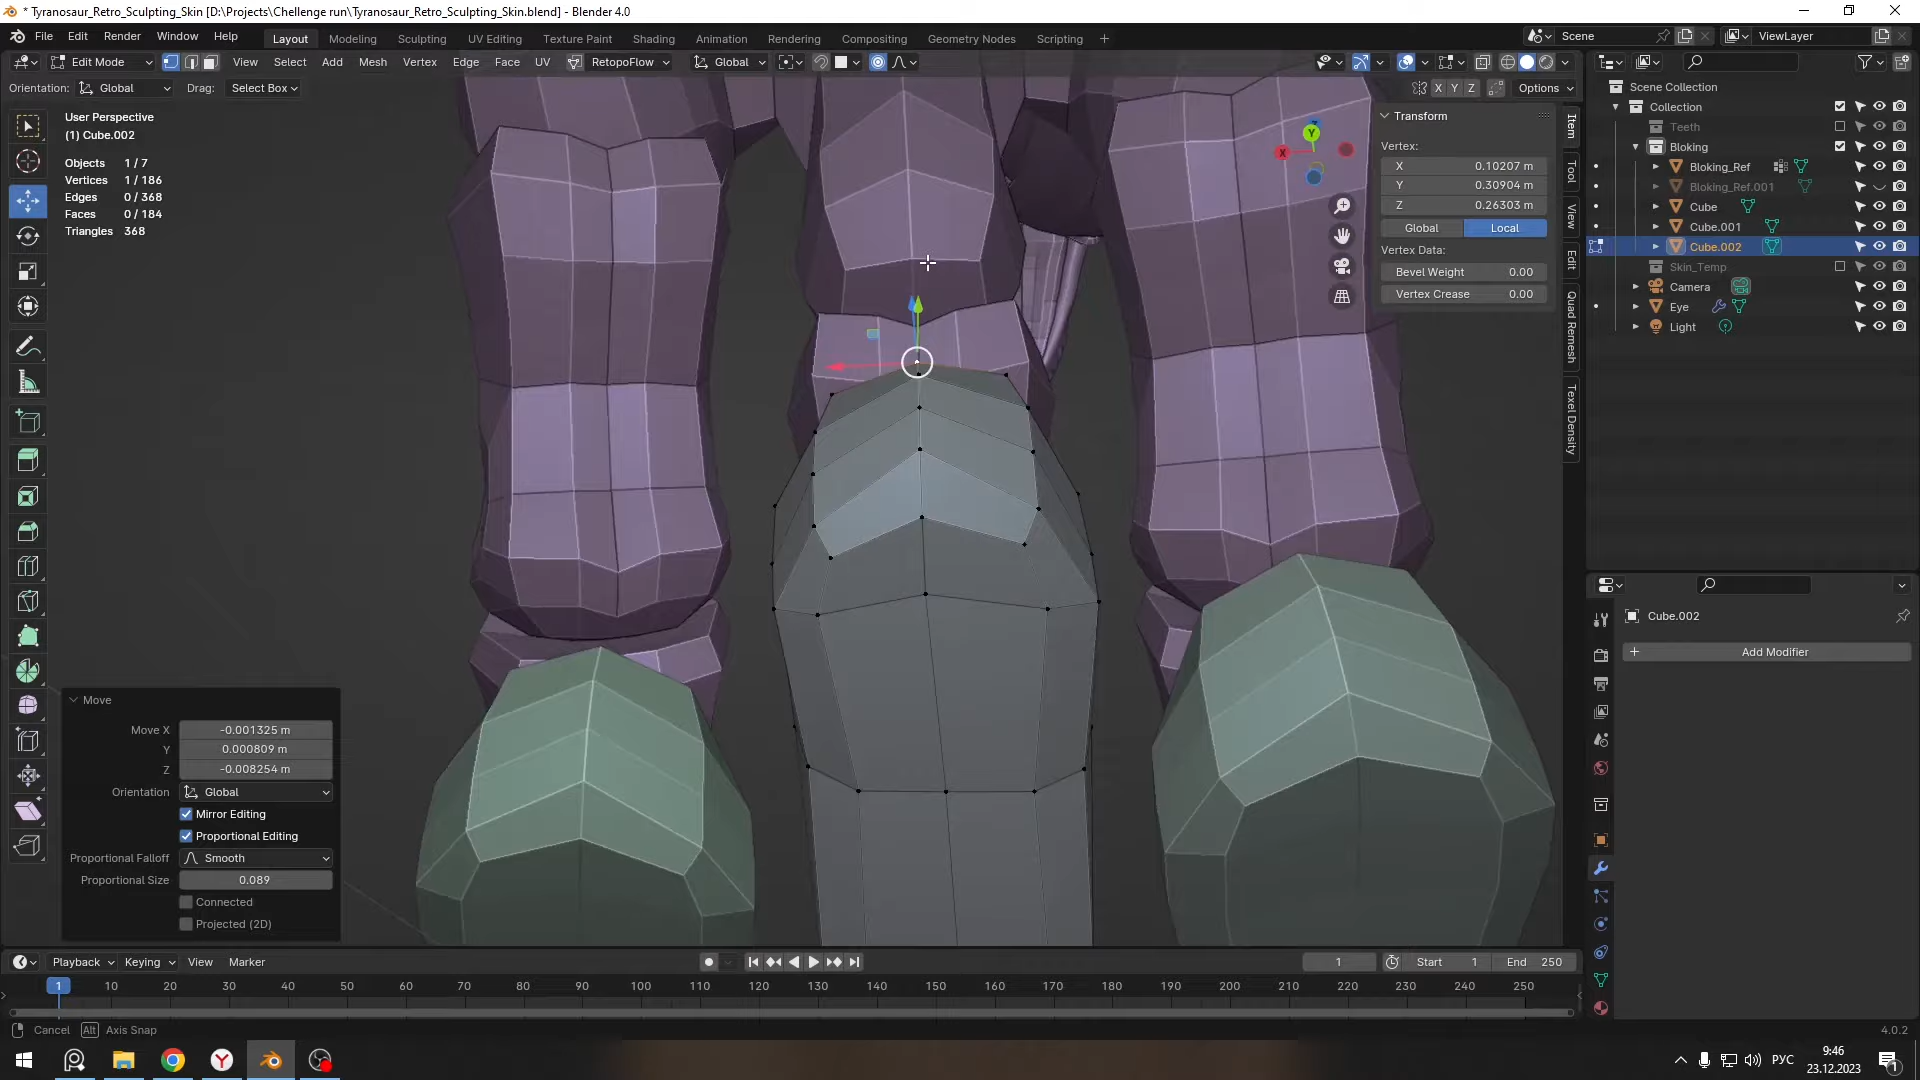 * Tyranosaur_Retro_Sculpting_Skin [D:\Projects\Chellenge run\Tyranosaur_Retro_Sculpting_Skin.blend] - Blender 4.0
File Edit Render Window Help
Layout Modeling Sculpting UV Editing Texture Paint Shading Animation Rendering Compositing Geometry Nodes Scripting +
Scene
ViewLayer
Edit Mode View Select Add Mesh Vertex Edge Face UV RetopoFlow Global
Orientation: Global Drag: Select Box
X Y Z Options
User Perspective
(1) Cube.002
Objects 1 / 7
Vertices 1 / 186
Edges 0 / 368
Faces 0 / 184
Triangles 368
Y
X
Transform
Vertex:
X 0.10207 m
Y 0.30904 m
Z 0.26303 m
Global Local
Vertex Data:
Bevel Weight 0.00
Vertex Crease 0.00
Item
Tool
View
Edit
Quad Remesh
Texel Density
Scene Collection
Collection
Teeth
Bloking
Bloking_Ref
Bloking_Ref.001
Cube
Cube.001
Cube.002
Skin_Temp
Camera
Eye
Light
Cube.002
+ Add Modifier
Move
Move X -0.001325 m
Y 0.000809 m
Z -0.008254 m
Orientation Global
Mirror Editing
Proportional Editing
Proportional Falloff Smooth
Proportional Size 0.089
Connected
Projected (2D)
Playback Keying View Marker
1 Start 1 End 250
1 10 20 30 40 50 60 70 80 90 100 110 120 130 140 150 160 170 180 190 200 210 220 230 240 250
Cancel Alt Axis Snap
4.0.2
РУС
9:46
23.12.2023
1